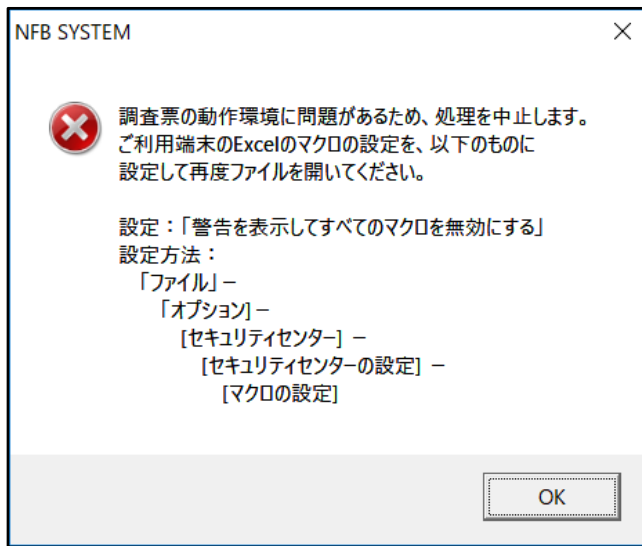 NFB SYSTEM
調査票の動作環境に問題があるため、処理を中止します。
ご利用端末のExcelのマクロの設定を、以下のものに
設定して再度ファイルを開いてください。
設定：「警告を表示してすべてのマクロを無効にする」
設定方法：
「ファイル」－
「オプション]－
[セキュリティセンター] －
[セキュリティセンターの設定] －
[マクロの設定]
OK